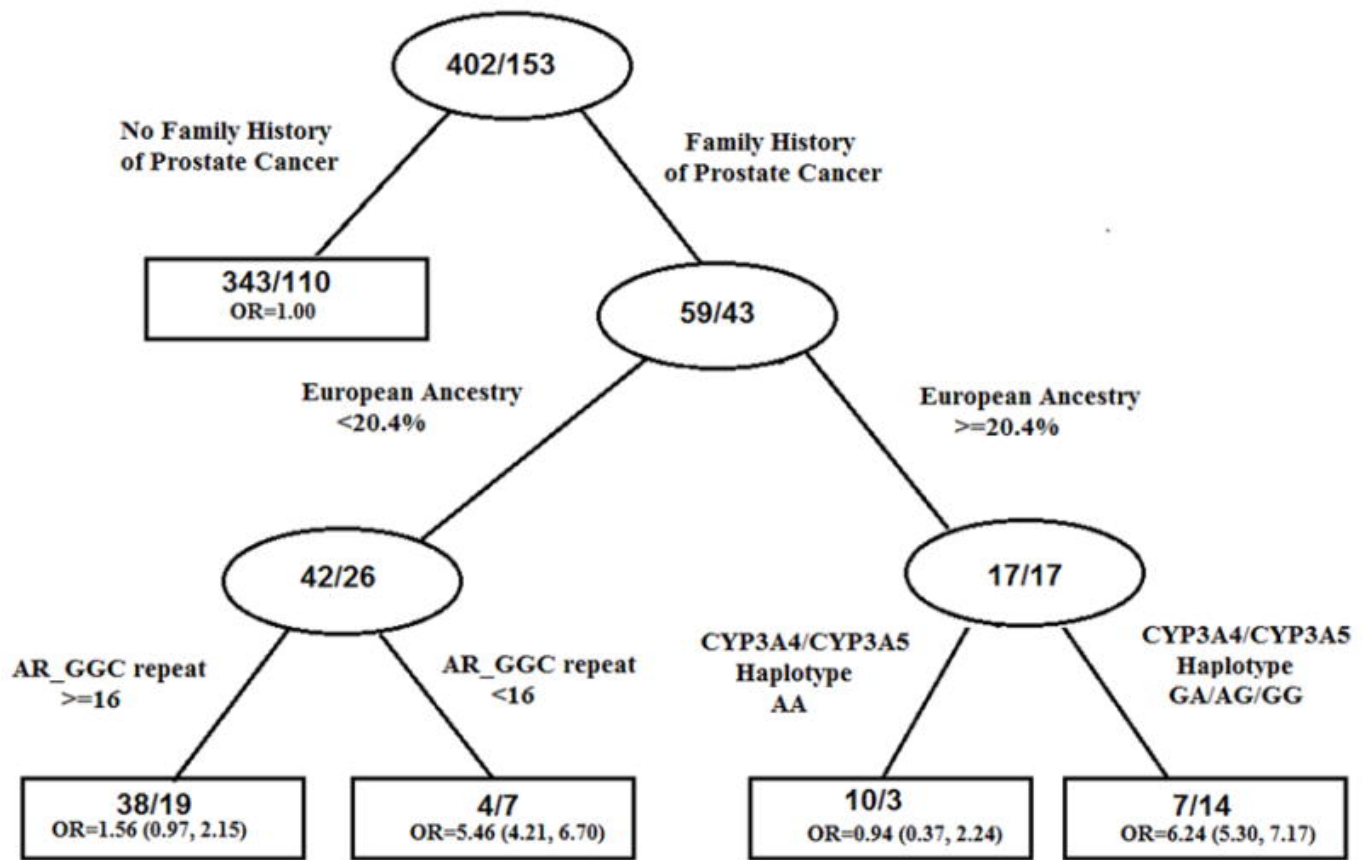 402/153
No Family History
of Prostate Cancer
Family History
of Prostate Cancer
343/110
OR=1.00
59/43
European Ancestry
<20.4%
European Ancestry
>=20.4%
42/26
17/17
AR_GGC repeat
>=16
AR_GGC repeat
<16
CYP3A4/CYP3A5
Haplotype
AA
CYP3A4/CYP3A5
Haplotype
GA/AG/GG
38/19
OR=1.56 (0.97, 2.15)
4/7
OR=5.46 (4.21, 6.70)
10/3
OR=0.94 (0.37, 2.24)
7/14
OR=6.24 (5.30, 7.17)